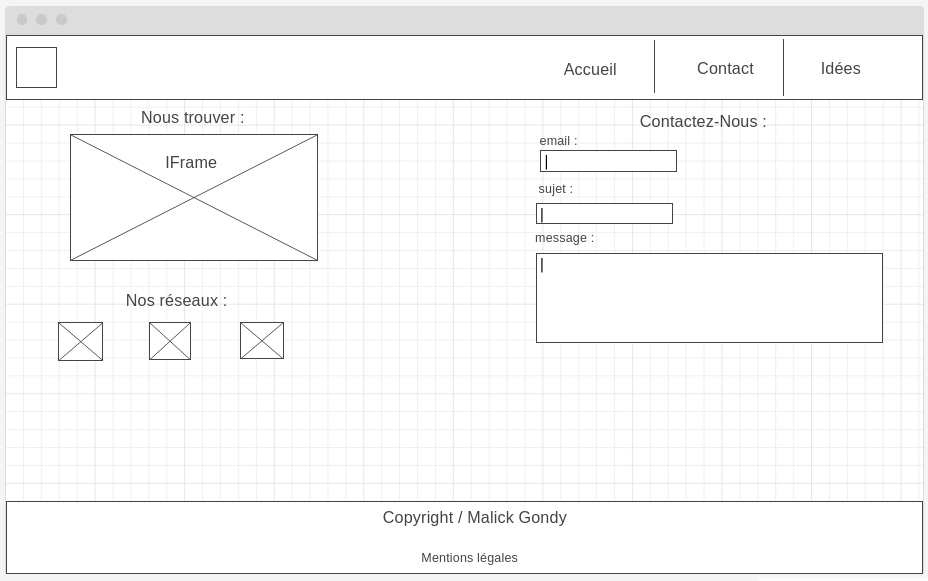 Accueil
Contact
Idées
Nous trouver :
IFrame
Nos réseaux :
Contactez-Nous :
email :
sujet :
message :
Copyright / Malick Gondy
Mentions légales